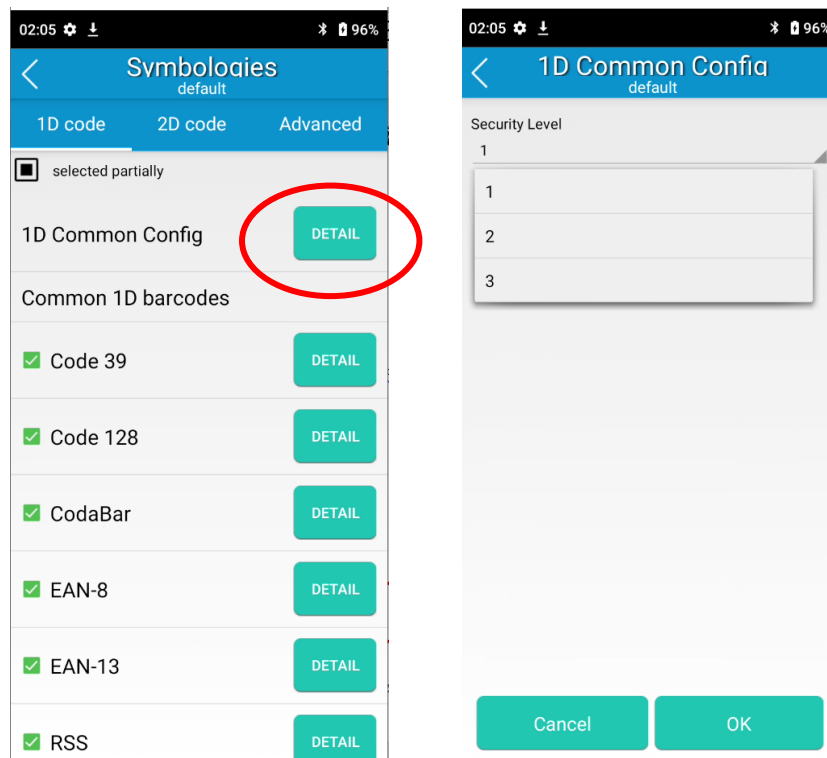 02:05 96%
Symbologies
default
1D code 2D code Advanced
selected partially
1D Common Config DETAIL
Common 1D barcodes
Code 39 DETAIL
Code 128 DETAIL
CodaBar DETAIL
EAN-8 DETAIL
EAN-13 DETAIL
RSS DETAIL
02:05 96%
1D Common Config
default
Security Level
1
1
2
3
Cancel OK